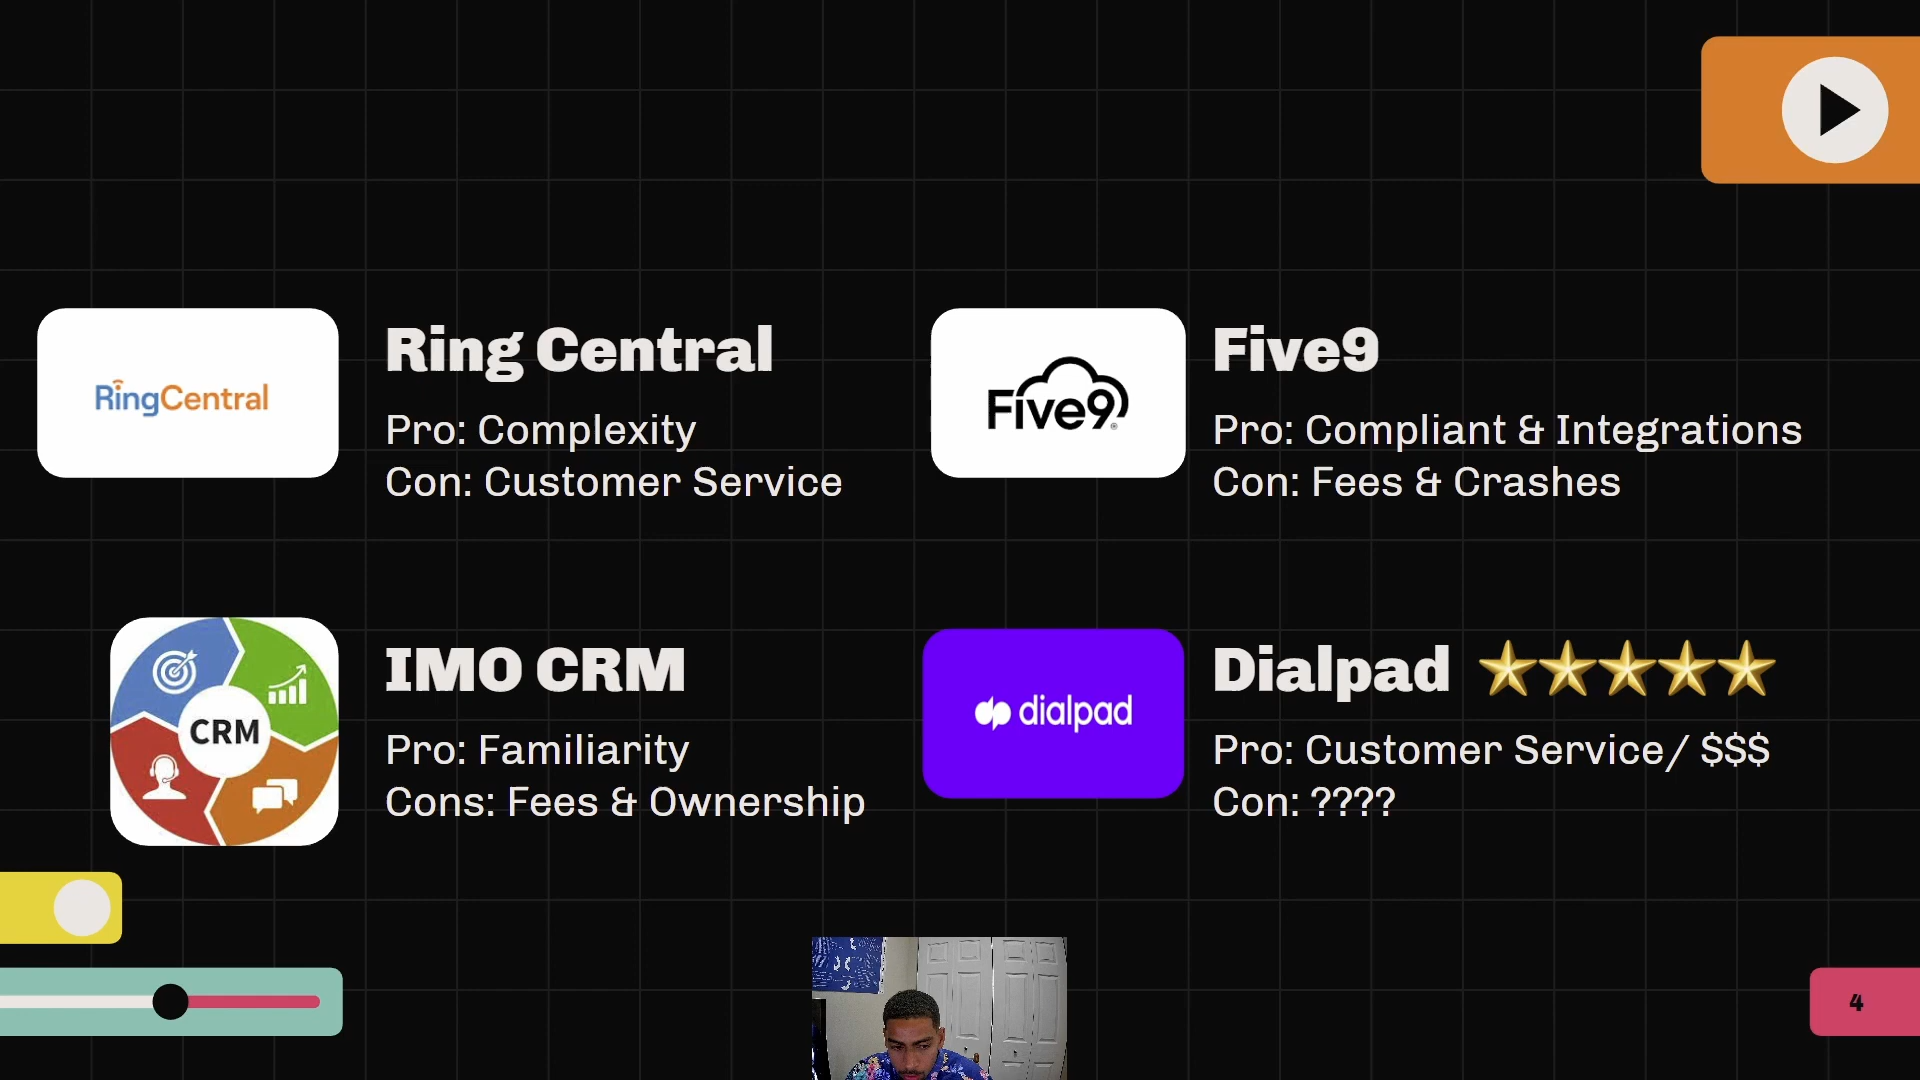 RingCentral
Ring Central
Pro: Complexity
Con: Customer Service
Five9
Five9
Pro: Compliant & Integrations
Con: Fees & Crashes
CRM
IMO CRM
Pro: Familiarity
Cons: Fees & Ownership
dialpad
Dialpad ⭐⭐⭐⭐⭐
Pro: Customer Service/ $$$
Con: ????
4